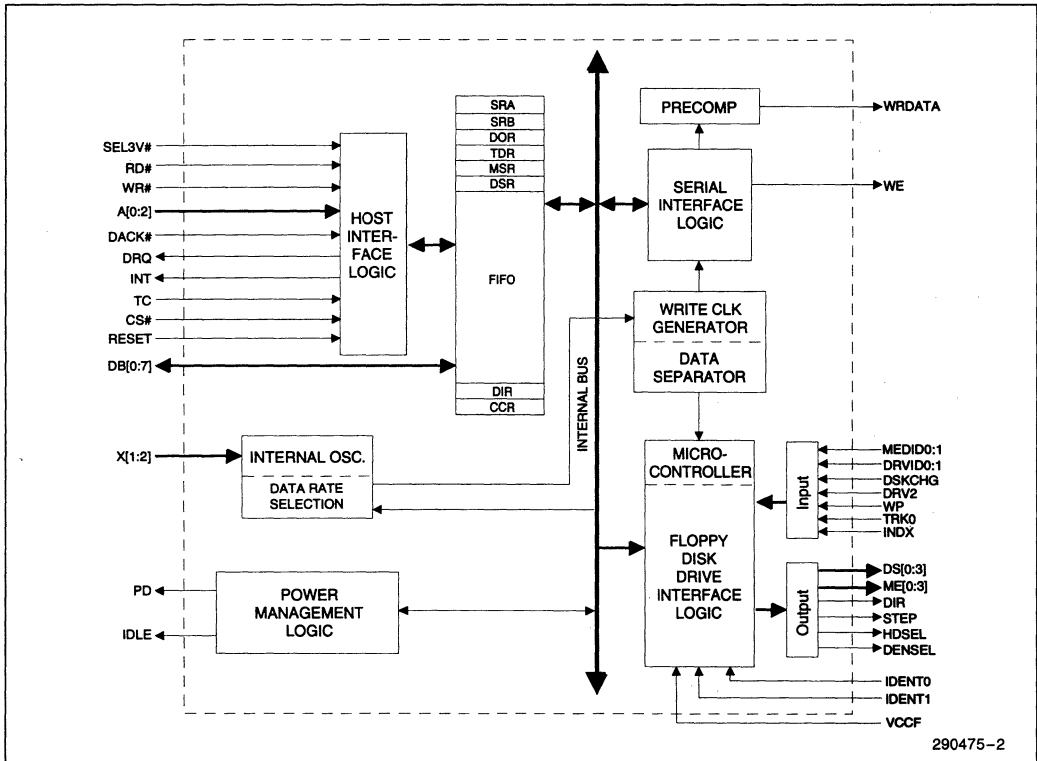 SEL3V#
RD#
WR#
A[0:2]
DACK#
DRQ
INT
TC
CS#
RESET
DB[0:7]
X[1:2]
PD
IDLE
HOST
INTER-
FACE
LOGIC
SRA
SRB
DOR
TDR
MSR
DSR
FIFO
DIR
CCR
INTERNAL OSC.
DATA RATE
SELECTION
POWER
MANAGEMENT
LOGIC
INTERNAL BUS
PRECOMP
SERIAL
INTERFACE
LOGIC
WRITE CLK
GENERATOR
DATA
SEPARATOR
MICRO-
CONTROLLER
FLOPPY
DISK
DRIVE
INTERFACE
LOGIC
Input
Output
WRDATA
WE
MEDID0:1
DRVID0:1
DSKCHG
DRV2
WP
TRK0
INDX
DS[0:3]
ME[0:3]
DIR
STEP
HDSEL
DENSEL
IDENT0
IDENT1
VCCF
290475-2